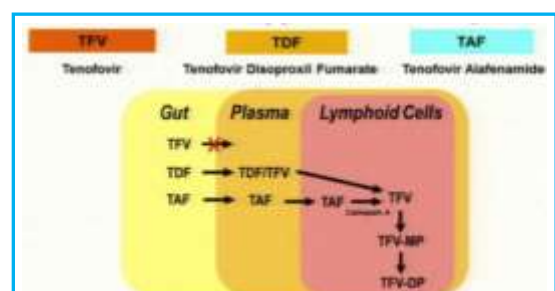 TFV
TDF
TAF
Tenofovir
Tenofovir Disoproxil Fumarate
Tenofovir Alafenamide
Gut
Plasma
Lymphoid Cells
TFV
TDF
TDF/TFV
TFV
TAF
TAF
TAF
Cathepsin A
TFV-MP
TFV-DP